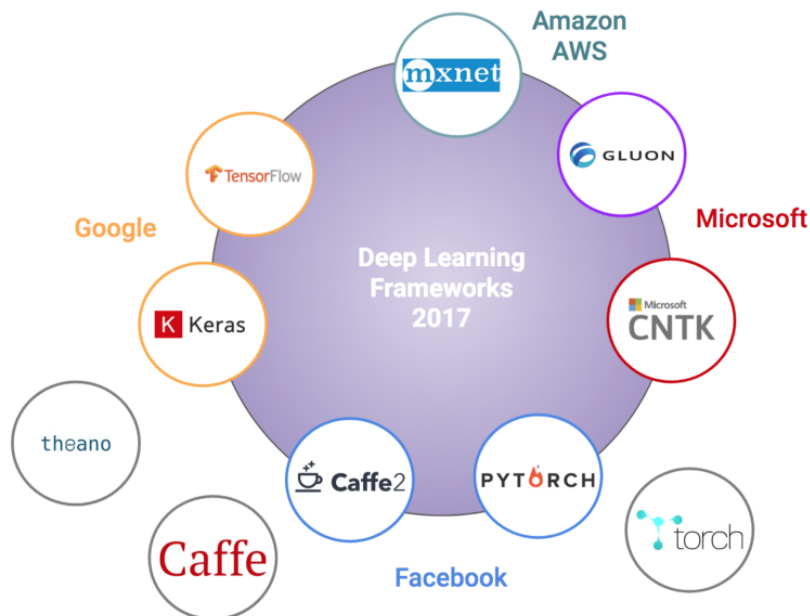 Amazon
AWS
mxnet
GLUON
TensorFlow
Google
Microsoft
Deep Learning
Frameworks
2017
Microsoft
CNTK
K Keras
theano
Caffe2
PYTORCH
Caffe
torch
Facebook